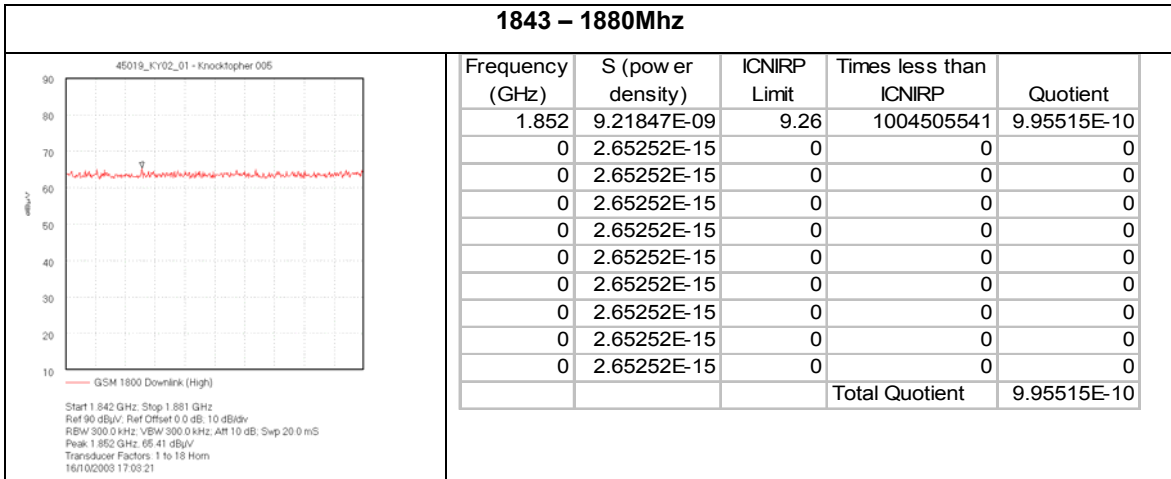 1843 – 1880Mhz
45019_KY02_01 - Knocktopher 005
90
80
70
60
50
40
30
20
10
dBµV
GSM 1800 Downlink (High)
Start 1.842 GHz; Stop 1.881 GHz
Ref 90 dBµV; Ref Offset 0.0 dB; 10 dB/div
RBW 300.0 kHz; VBW 300.0 kHz; Att 10 dB; Swp 20.0 mS
Peak 1.852 GHz, 65.41 dBµV
Transducer Factors: 1 to 18 Horn
16/10/2003 17:03:21
Frequency (GHz) S (power density) ICNIRP Limit Times less than ICNIRP Quotient
1.852 9.21847E-09 9.26 1004505541 9.95515E-10
0 2.65252E-15 0 0 0
0 2.65252E-15 0 0 0
0 2.65252E-15 0 0 0
0 2.65252E-15 0 0 0
0 2.65252E-15 0 0 0
0 2.65252E-15 0 0 0
0 2.65252E-15 0 0 0
0 2.65252E-15 0 0 0
0 2.65252E-15 0 0 0
Total Quotient 9.95515E-10